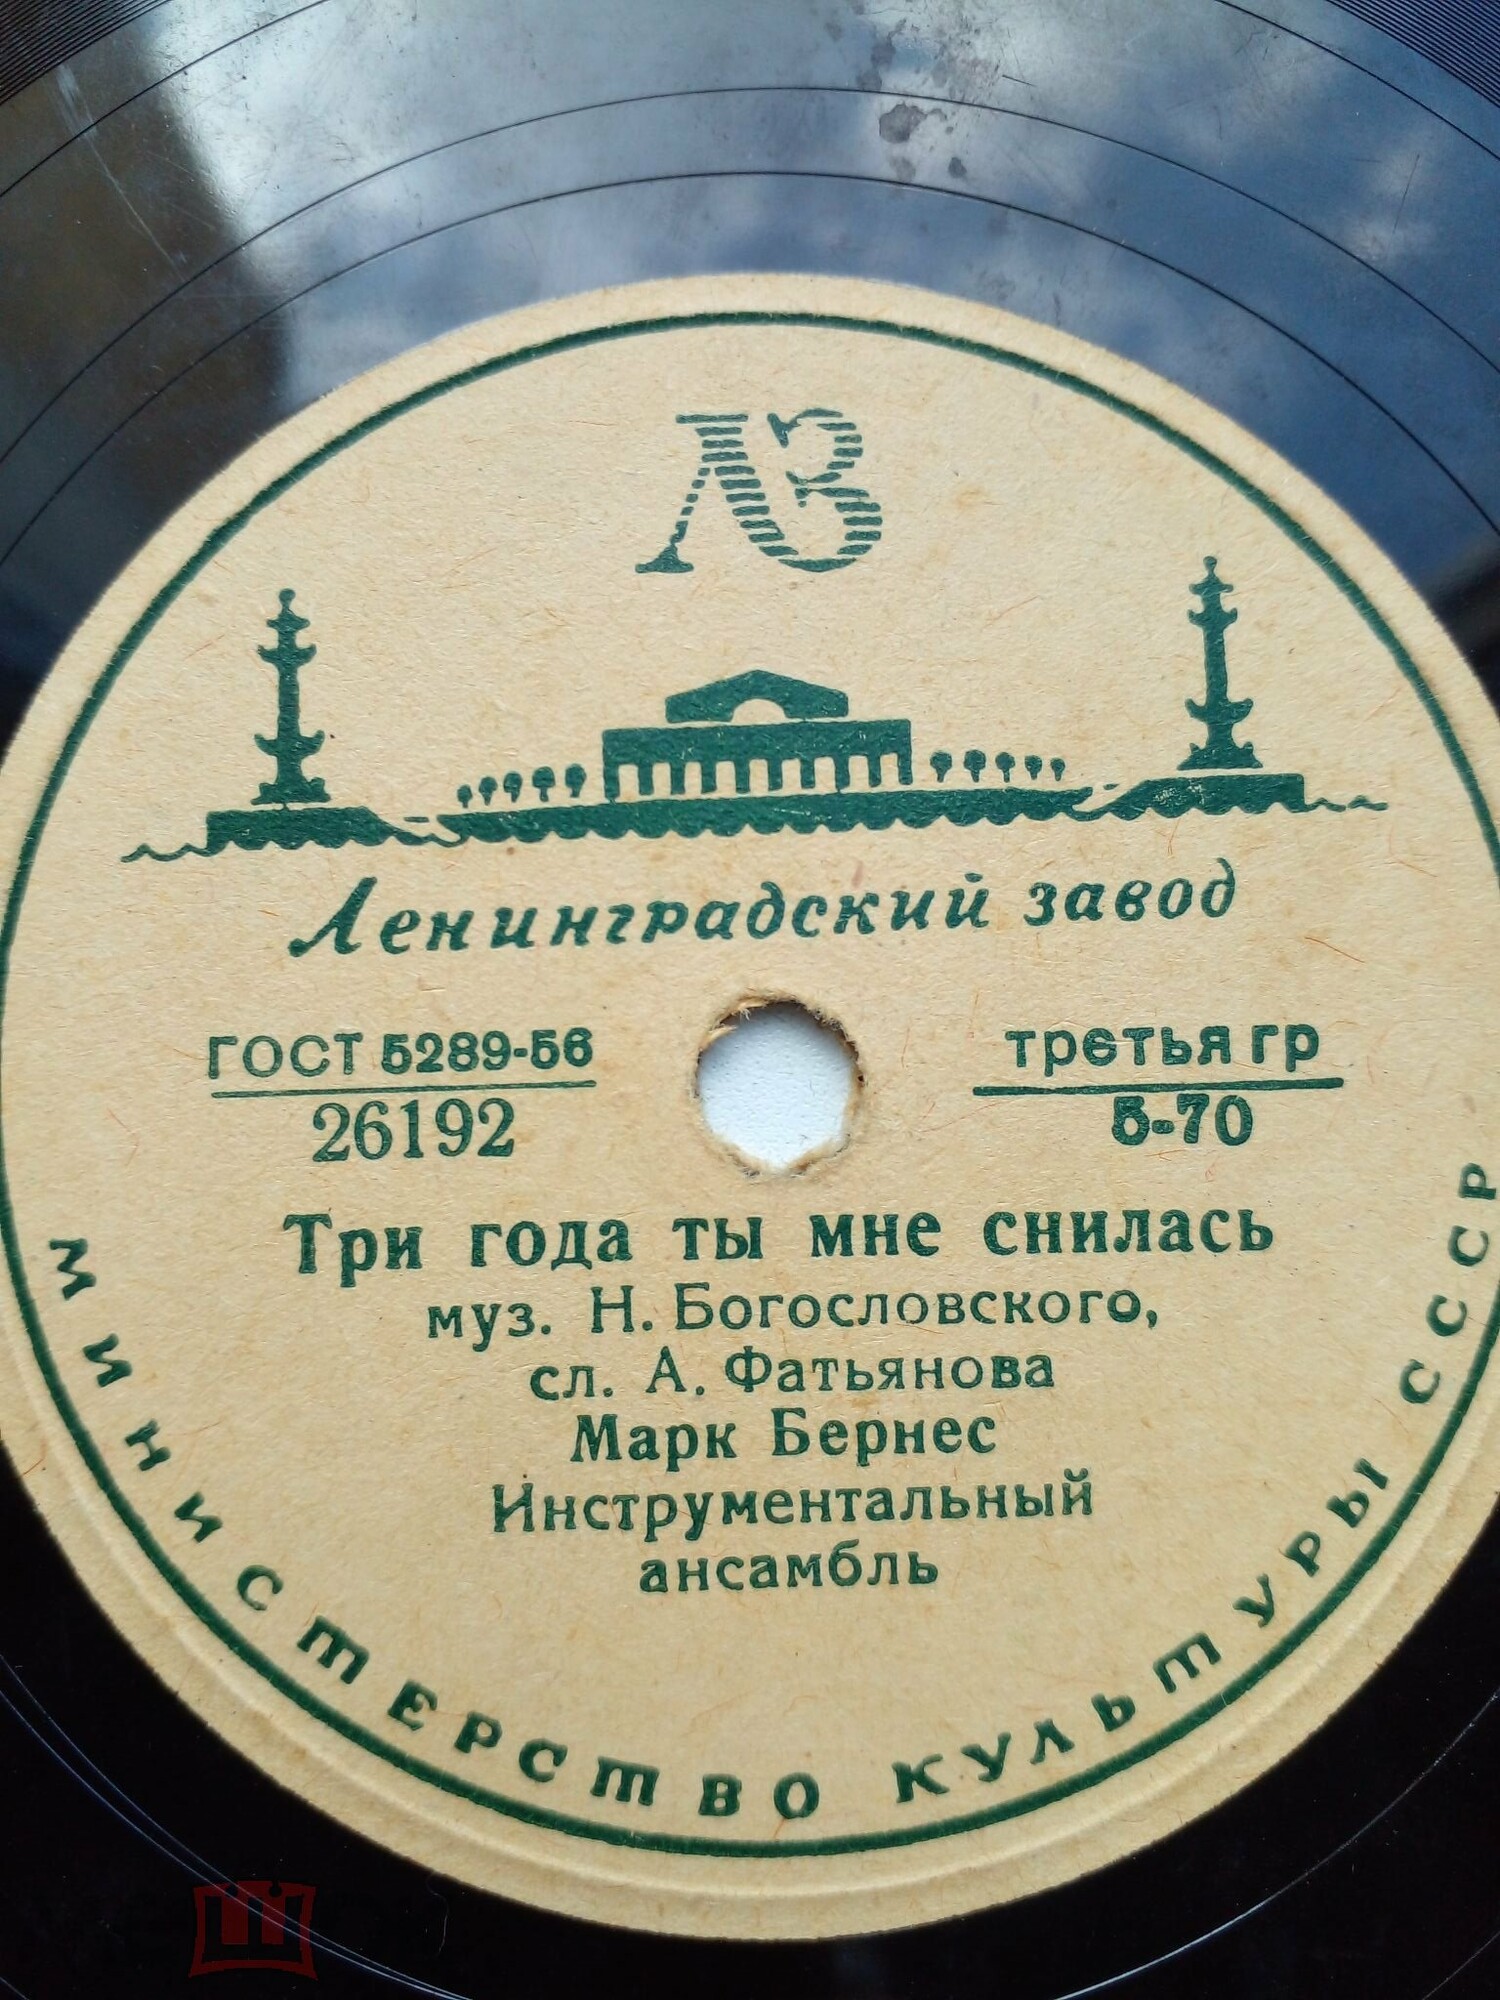 ЛЗ
Ленинградский завод
ГОСТ 5289-56
26192
третья гр
5-70
Три года ты мне снилась
муз. Н. Богословского,
сл. А. Фатьянова
Марк Бернес
Инструментальный
ансамбль
МИНИСТЕРСТВО КУЛЬТУРЫ СССР